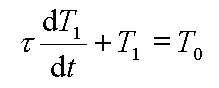 τ dT₁/dt + T₁ = T₀